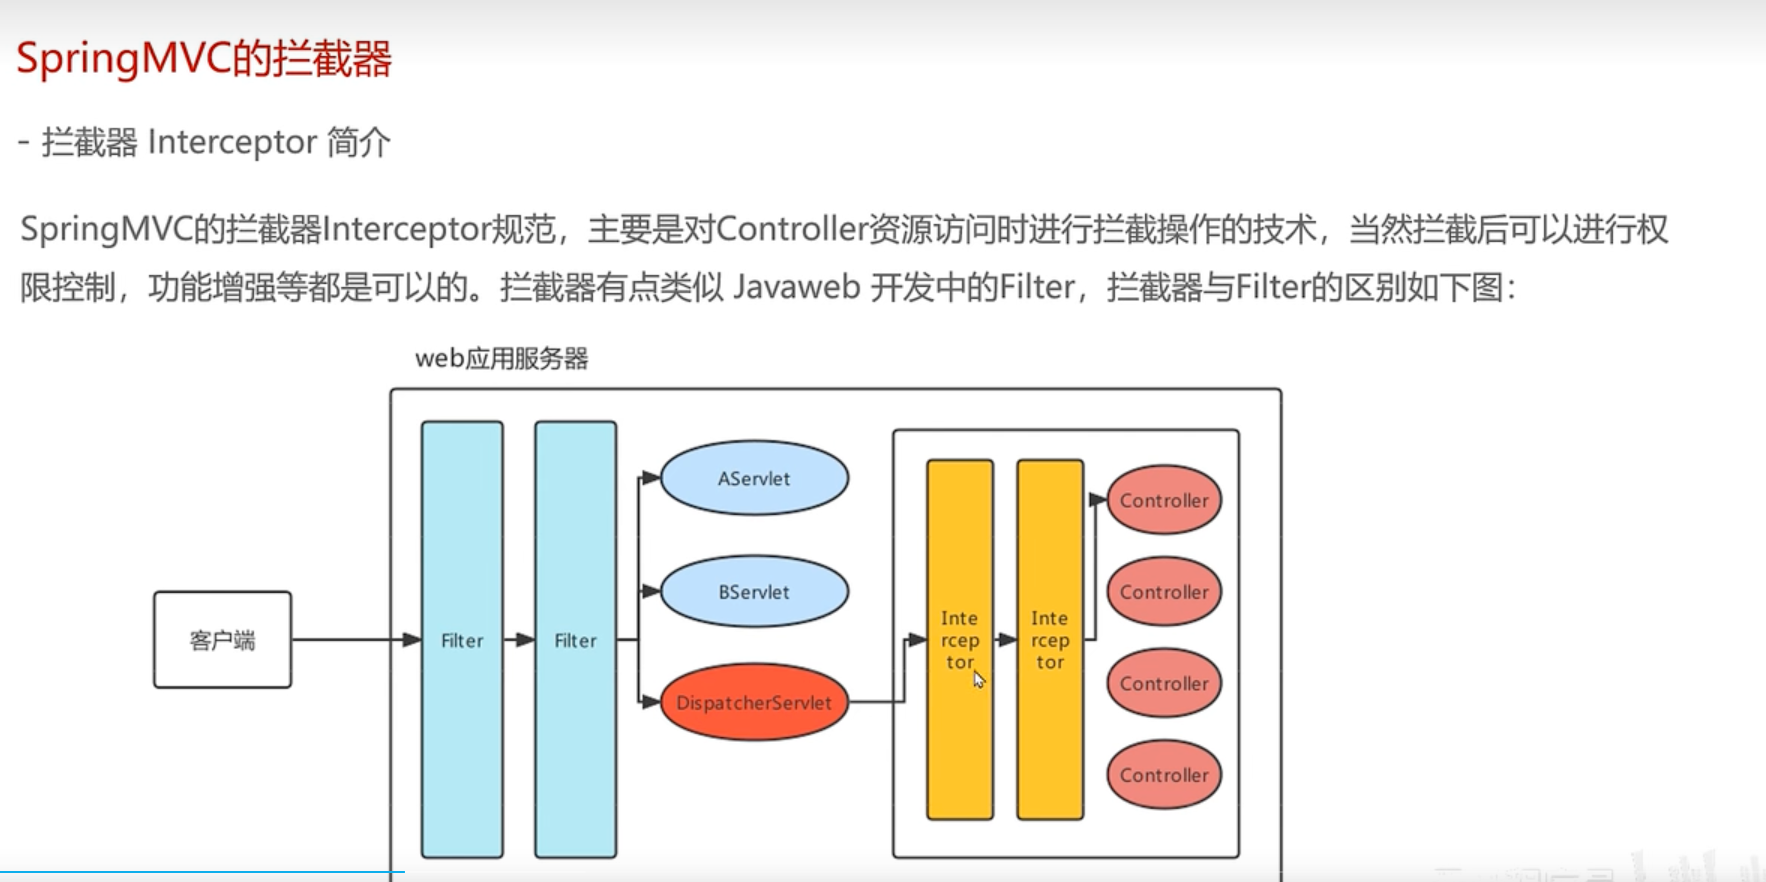 SpringMVC的拦截器
- 拦截器 Interceptor 简介
SpringMVC的拦截器Interceptor规范，主要是对Controller资源访问时进行拦截操作的技术，当然拦截后可以进行权
限控制，功能增强等都是可以的。拦截器有点类似 Javaweb 开发中的Filter，拦截器与Filter的区别如下图：
web应用服务器
客户端
Filter
Filter
AServlet
BServlet
DispatcherServlet
Inte
rcep
tor
Inte
rcep
tor
Controller
Controller
Controller
Controller